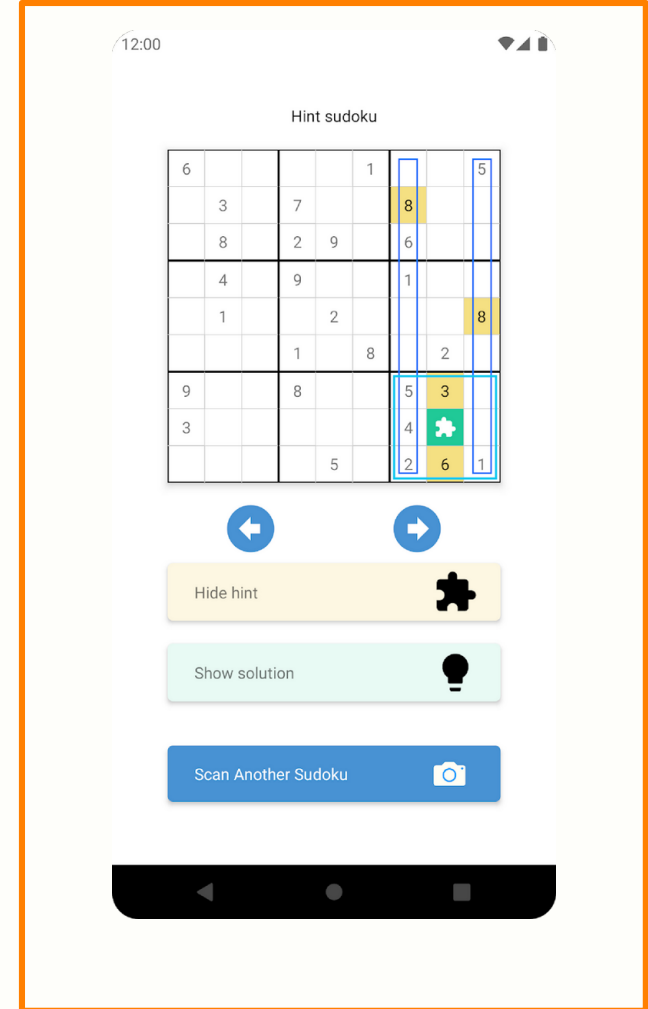 12:00
Hint sudoku
6 1 5
3 7 8
8 2 9 6
4 9 1
1 2 8
1 8 2
9 8 5 3
3 4
5 2 6 1
Hide hint
Show solution
Scan Another Sudoku